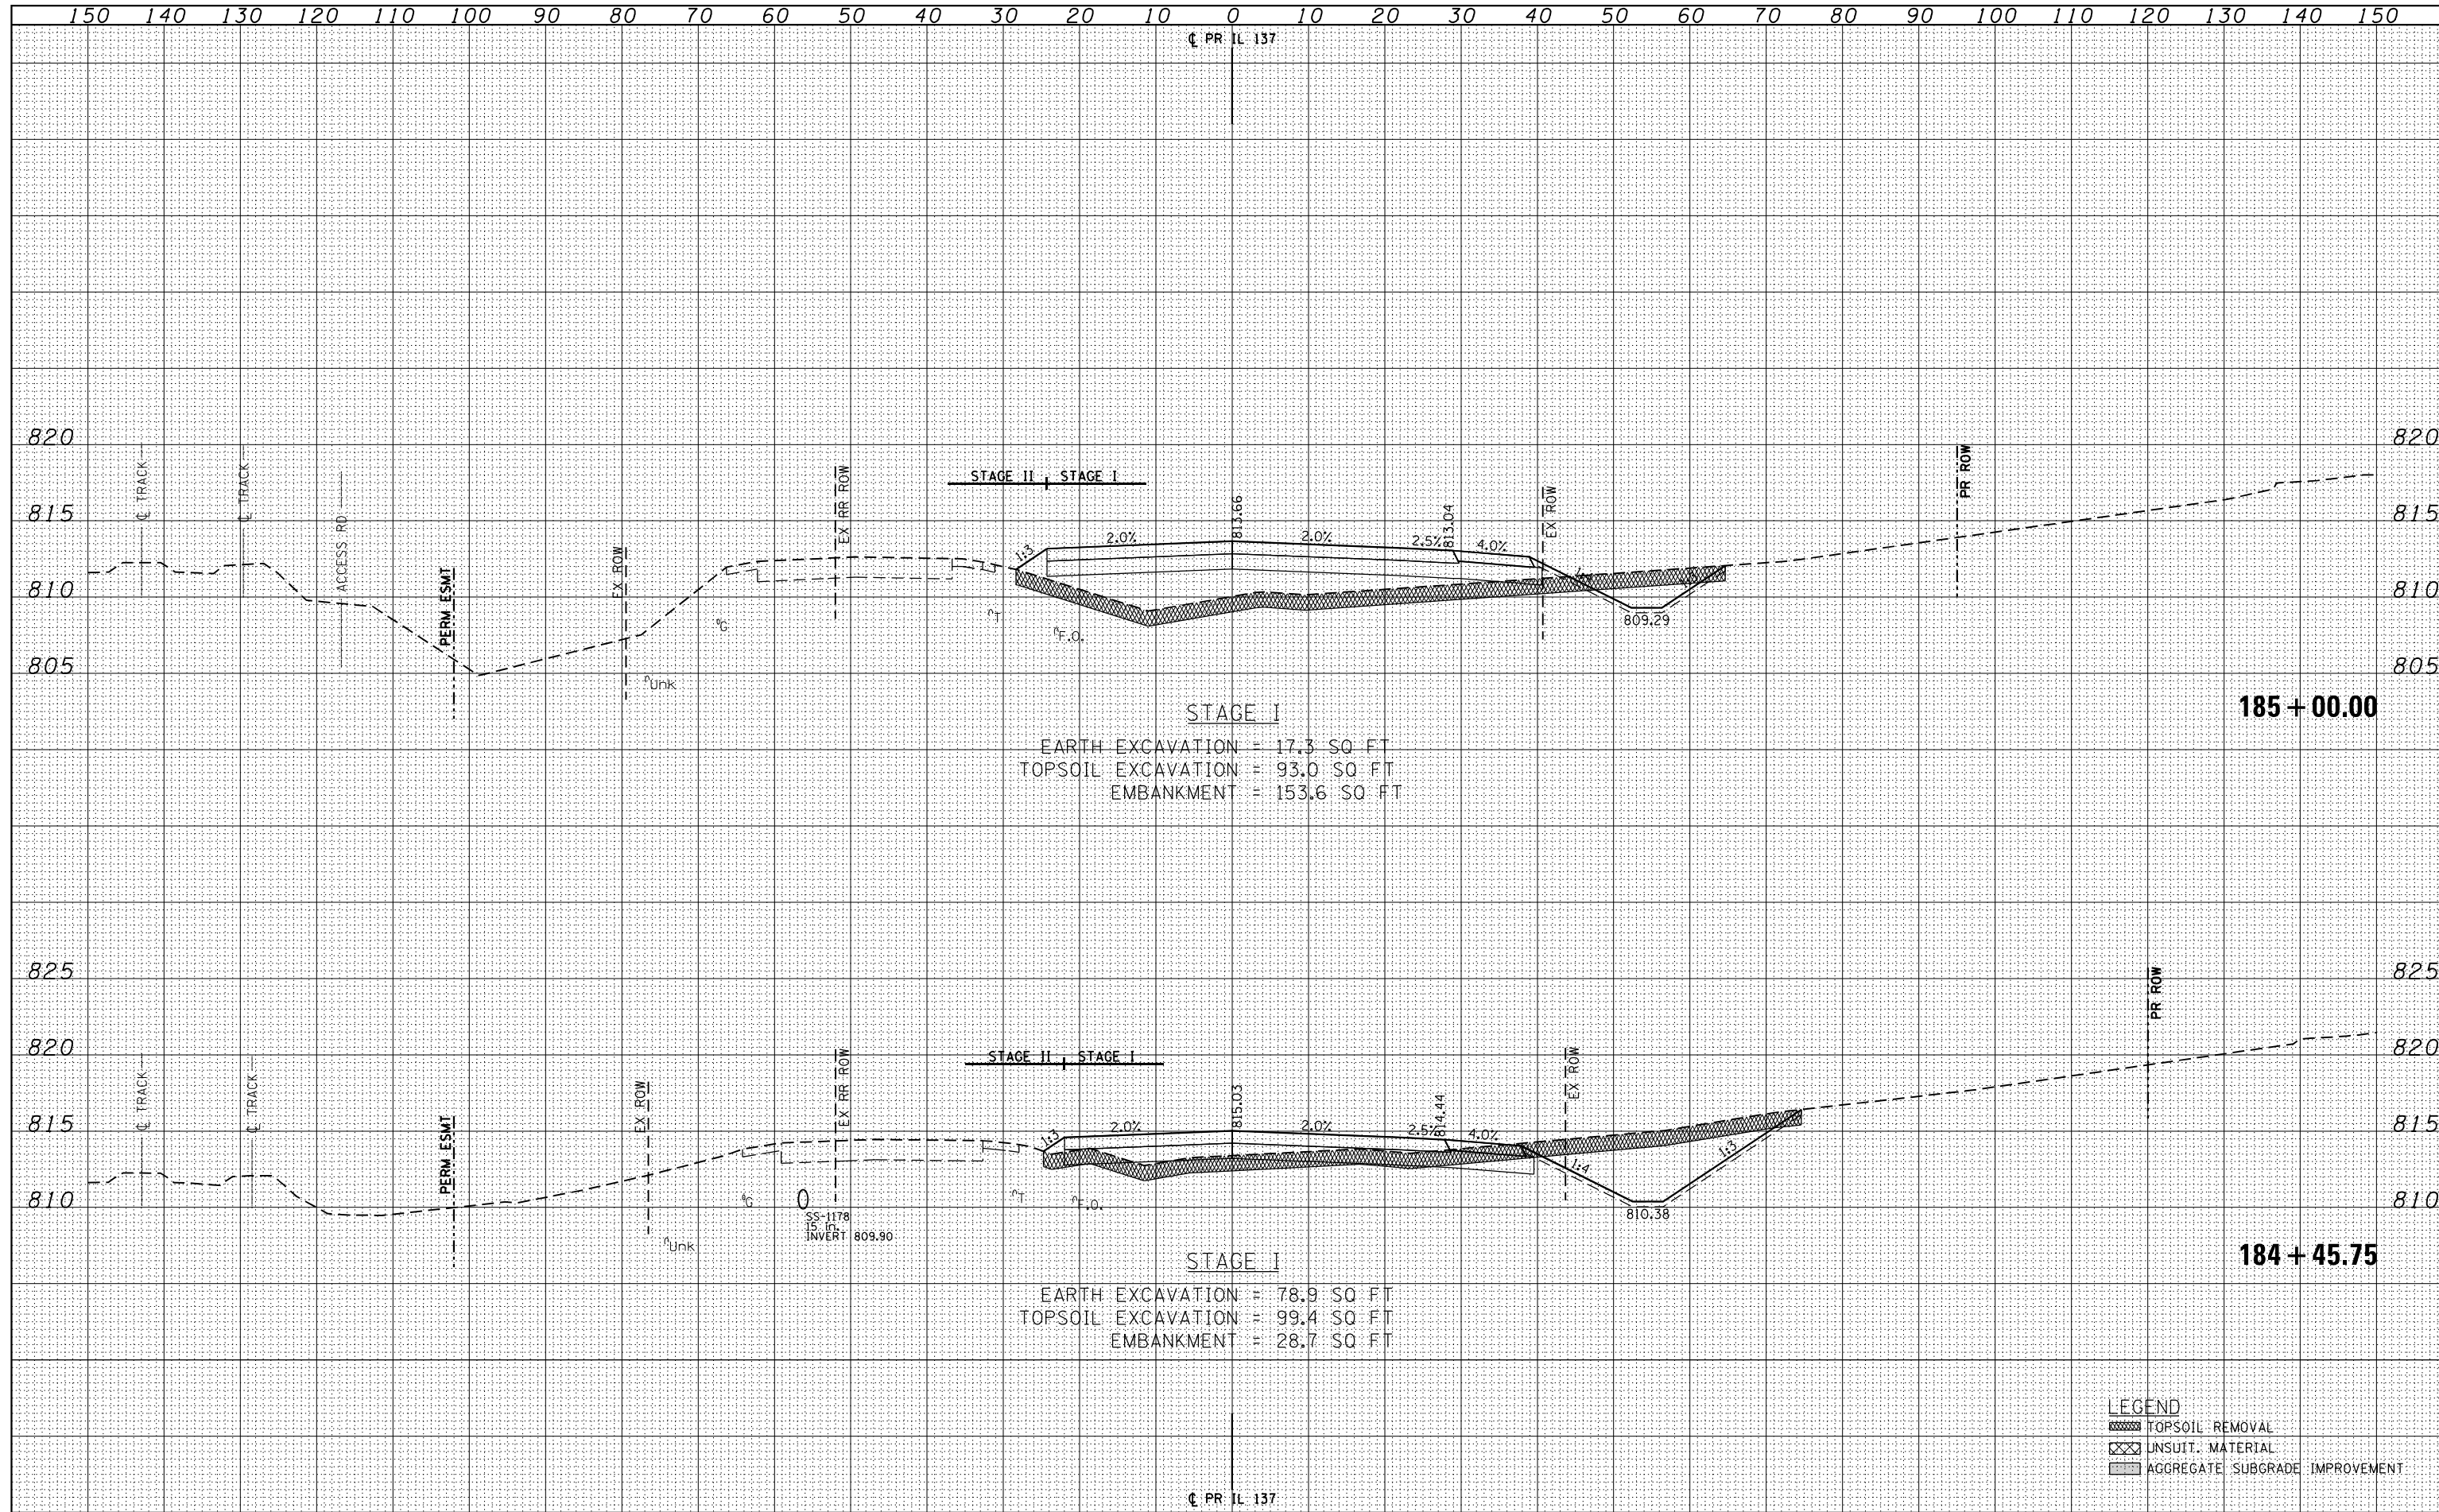 150 140 130 120 110 100 90 80 70 60 50 40 30 20 10 0 10 20 30 40 50 60 70 80 90 100 110 120 130 140 150
℄ PR IL 137
820 820
℄ TRACK
℄ TRACK
ACCESS RD
PERM ESMT
EX ROW
EX RR ROW
STAGE II STAGE I
813.66
813.04
EX ROW
PR ROW
815 815
1:3 2.0% 2.0% 2.5% 4.0%
810 810
809.29
G
T
F.O.
805 805
Unk
185+00.00
STAGE I
EARTH EXCAVATION = 17.3 SQ FT
TOPSOIL EXCAVATION = 93.0 SQ FT
EMBANKMENT = 153.6 SQ FT
825 825
PR ROW
820 820
℄ TRACK
℄ TRACK
PERM ESMT
EX ROW
EX RR ROW
STAGE II STAGE I
815.03
814.44
EX ROW
815 815
1:3 2.0% 2.0% 2.5% 4.0%
1:4 1:3
810 810
810.38
G
T
F.O.
SS-1178
15 in.
INVERT 809.90
Unk
184+45.75
STAGE I
EARTH EXCAVATION = 78.9 SQ FT
TOPSOIL EXCAVATION = 99.4 SQ FT
EMBANKMENT = 28.7 SQ FT
LEGEND
TOPSOIL REMOVAL
UNSUIT. MATERIAL
AGGREGATE SUBGRADE IMPROVEMENT
℄ PR IL 137